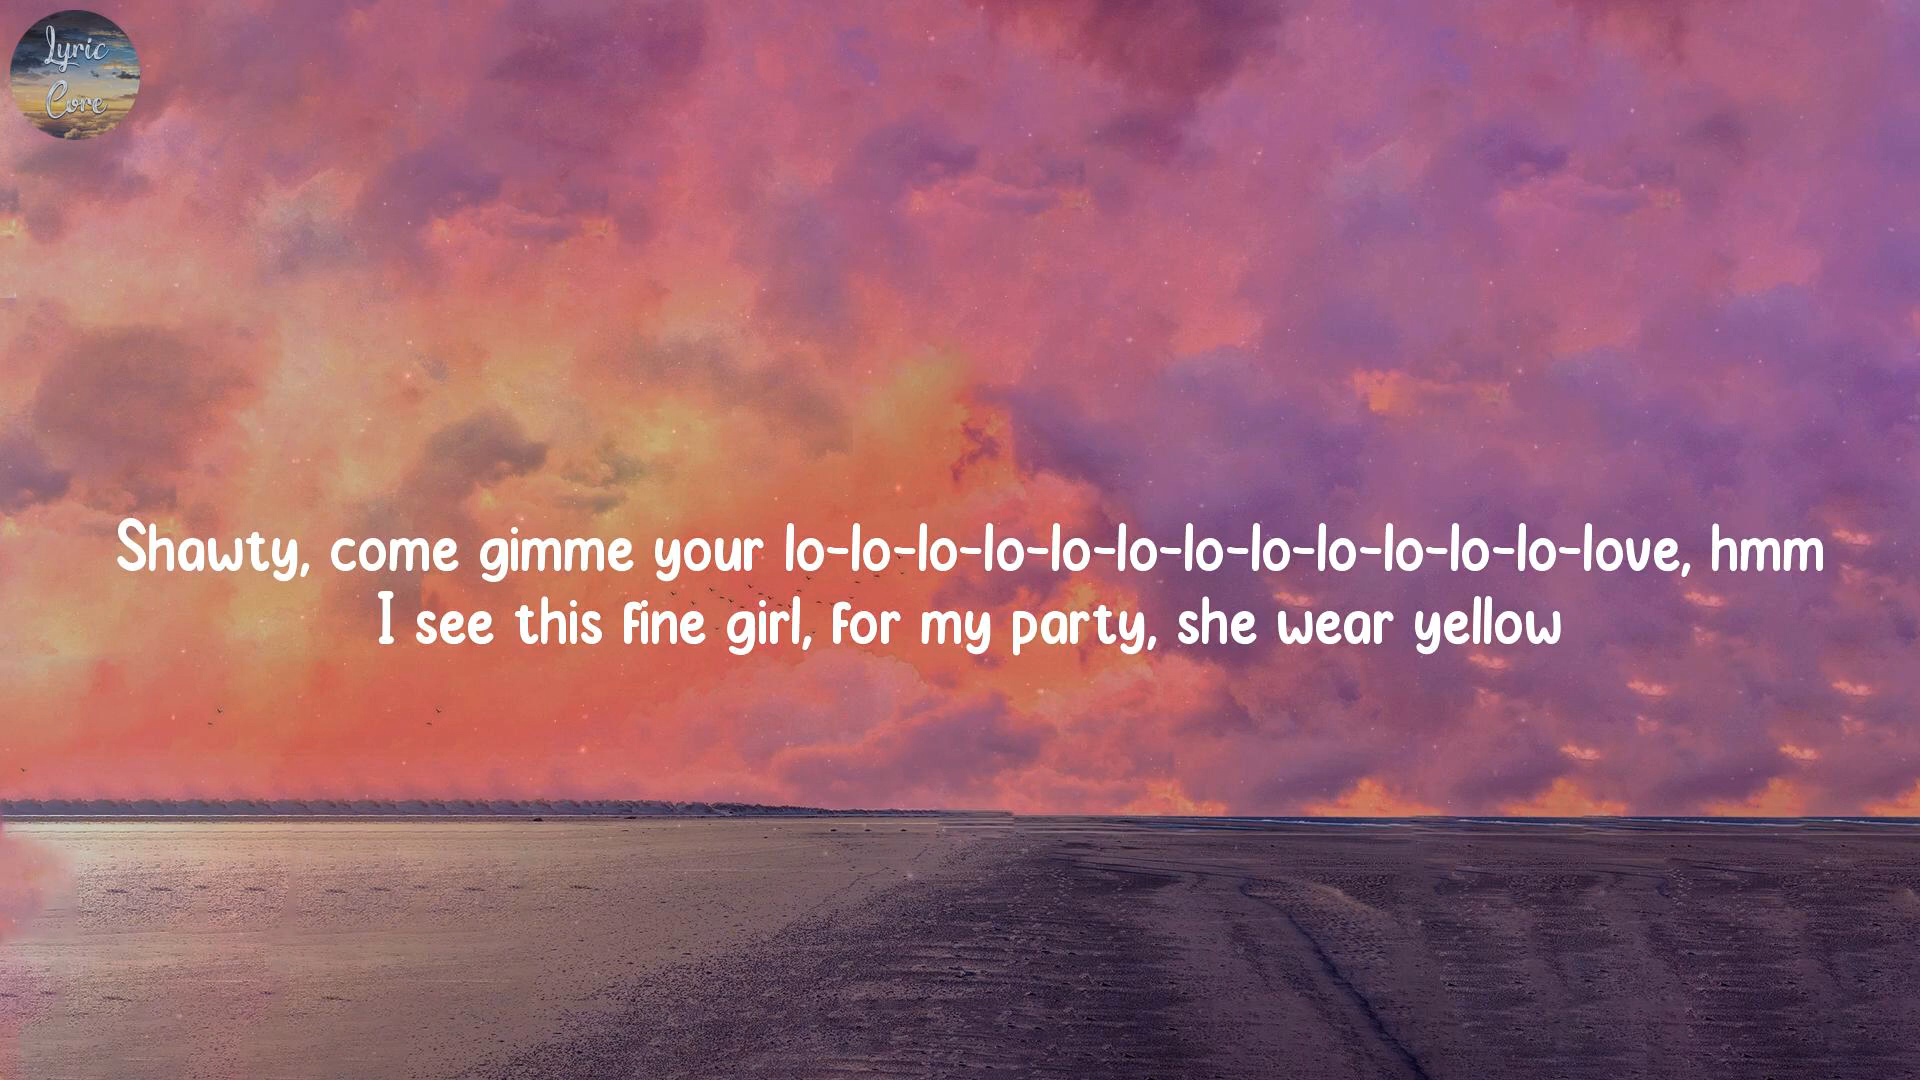 Lyric
Core
Shawty, come gimme your lo-lo-lo-lo-lo-lo-lo-lo-lo-lo-lo-lo-love, hmm
I see this fine girl, for my party, she wear yellow